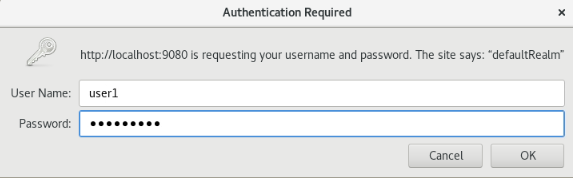 Authentication Required
×
http://localhost:9080 is requesting your username and password. The site says: “defaultRealm”
User Name: user1
Password: ●●●●●●●●●
Cancel OK